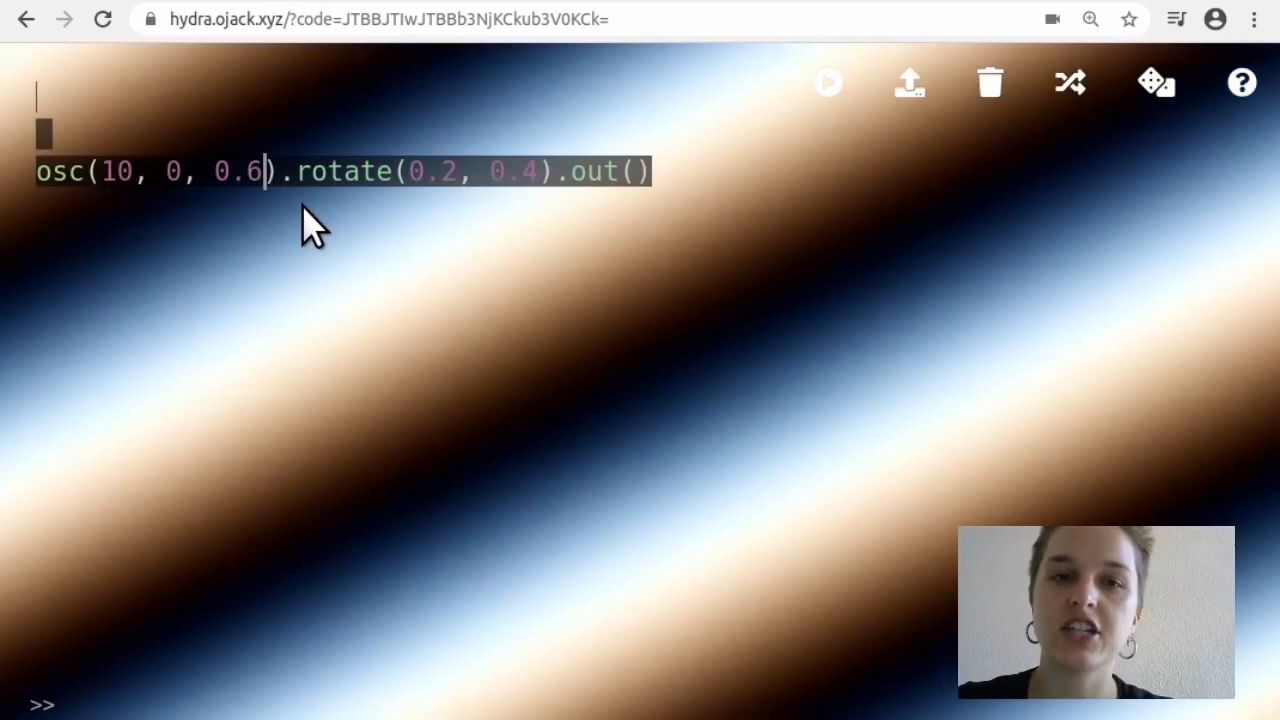 hydra.ojack.xyz/?code=JTBBJTIwJTBBb3NjKCkub3V0KCk=
osc(10, 0, 0.6).rotate(0.2, 0.4).out()
>>